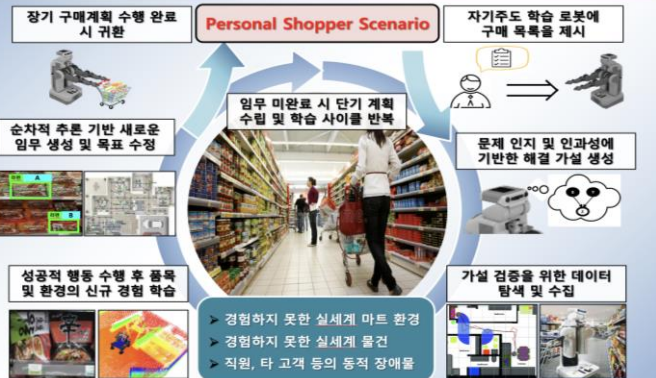 장기 구매계획 수행 완료
시 귀환
Personal Shopper Scenario
자기주도 학습 로봇에
구매 목록을 제시
임무 미완료 시 단기 계획
수립 및 학습 사이클 반복
순차적 추론 기반 새로운
임무 생성 및 목표 수정
문제 인지 및 인과성에
기반한 해결 가설 생성
A
B
성공적 행동 수행 후 품목
및 환경의 신규 경험 학습
가설 검증을 위한 데이터
탐색 및 수집
➢ 경험하지 못한 실세계 마트 환경
➢ 경험하지 못한 실세계 물건
➢ 직원, 타 고객 등의 동적 장애물
辛